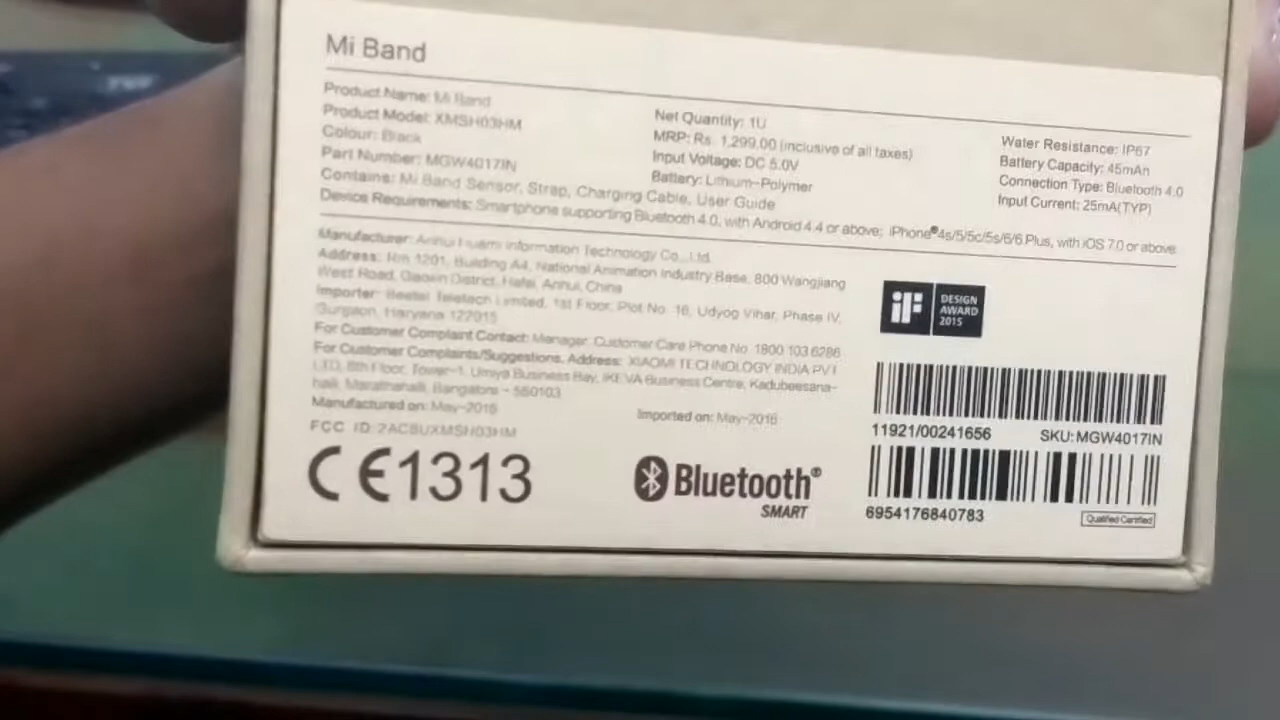 Mi Band
Product Name: Mi Band
Product Model: XMSH03HM
Colour: Black
Part Number: MGW4017IN
Net Quantity: 1U
MRP: Rs. 1,299.00 (inclusive of all taxes)
Input Voltage: DC 5.0V
Battery: Lithium-Polymer
Water Resistance: IP67
Battery Capacity: 45mAh
Connection Type: Bluetooth 4.0
Input Current: 25mA(TYP)
Contains: Mi Band Sensor, Strap, Charging Cable, User Guide
Device Requirements: Smartphone supporting Bluetooth 4.0, with Android 4.4 or above; iPhone®4s/5/5c/5s/6/6 Plus, with iOS 7.0 or above
Manufacturer: Anhui Huami Information Technology Co., Ltd.
Address: Rm 1201, Building A4, National Animation Industry Base, 800 Wangjiang
West Road, Gaoxin District, Hefei, Anhui, China
Importer: Beetel Teletech Limited, 1st Floor, Plot No. 16, Udyog Vihar, Phase IV,
Gurgaon, Haryana 122015
For Customer Complaint Contact: Manager Customer Care Phone No. 1800 103 6286
For Customer Complaints/Suggestions, Address: XIAOMI TECHNOLOGY INDIA PVT
LTD, 8th Floor, Tower-1, Umiya Business Bay, IKEVA Business Centre, Kadubeesana-
halli, Marathahalli, Bangalore - 560103
Manufactured on: May-2016
Imported on: May-2016
FCC ID: 2AC8UXMSH03HM
CE1313
Bluetooth®
SMART
iF
DESIGN
AWARD
2015
11921/00241656 SKU: MGW4017IN
6954176840783
Qualified Certified